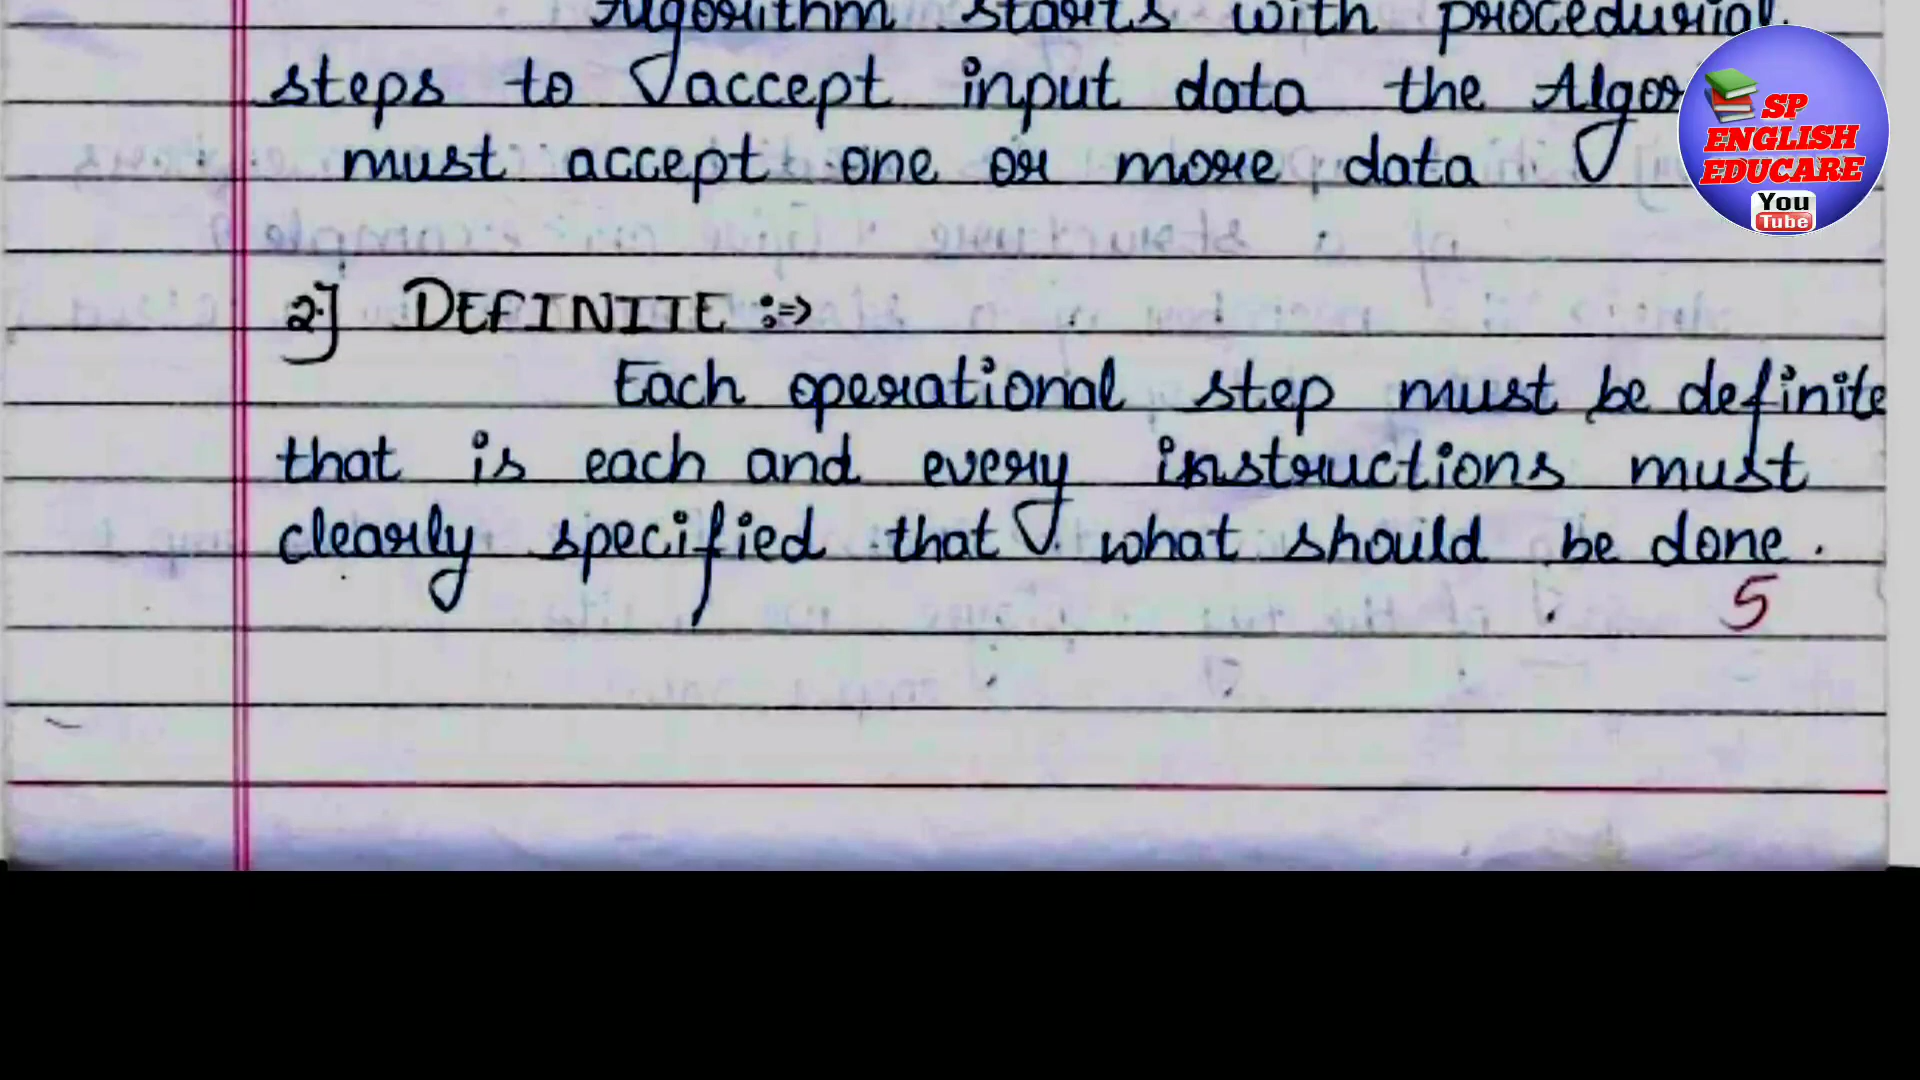 Algorithm starts with procedurial
steps to accept input data the Algor
must accept one or more data
2.] DEFINITE :⇒
Each operational step must be definite
that is each and every instructions must
clearly specified that what should be done.
5
SP
ENGLISH
EDUCARE
You
Tube